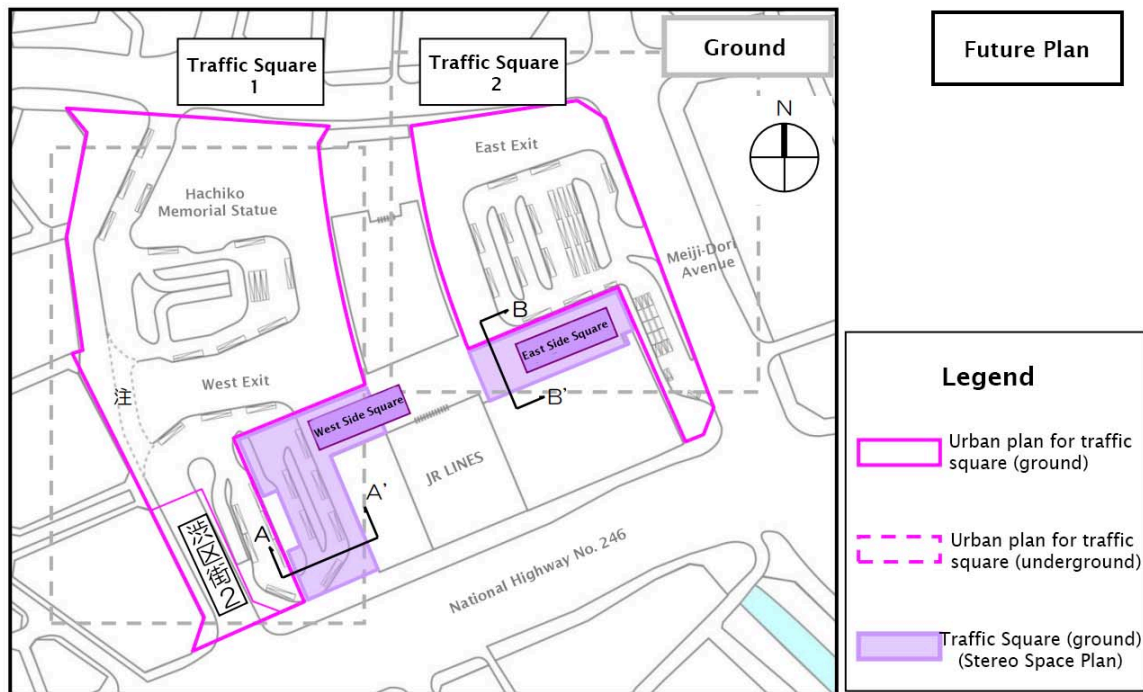 Traffic Square
1
Traffic Square
2
Ground
Future Plan
N
East Exit
Hachiko
Memorial Statue
Meiji-Dori
Avenue
B
East Side Square
B'
注
West Exit
West Side Square
JR LINES
A'
A
渋区街2
National Highway No. 246
Legend
Urban plan for traffic
square (ground)
Urban plan for traffic
square (underground)
Traffic Square (ground)
(Stereo Space Plan)